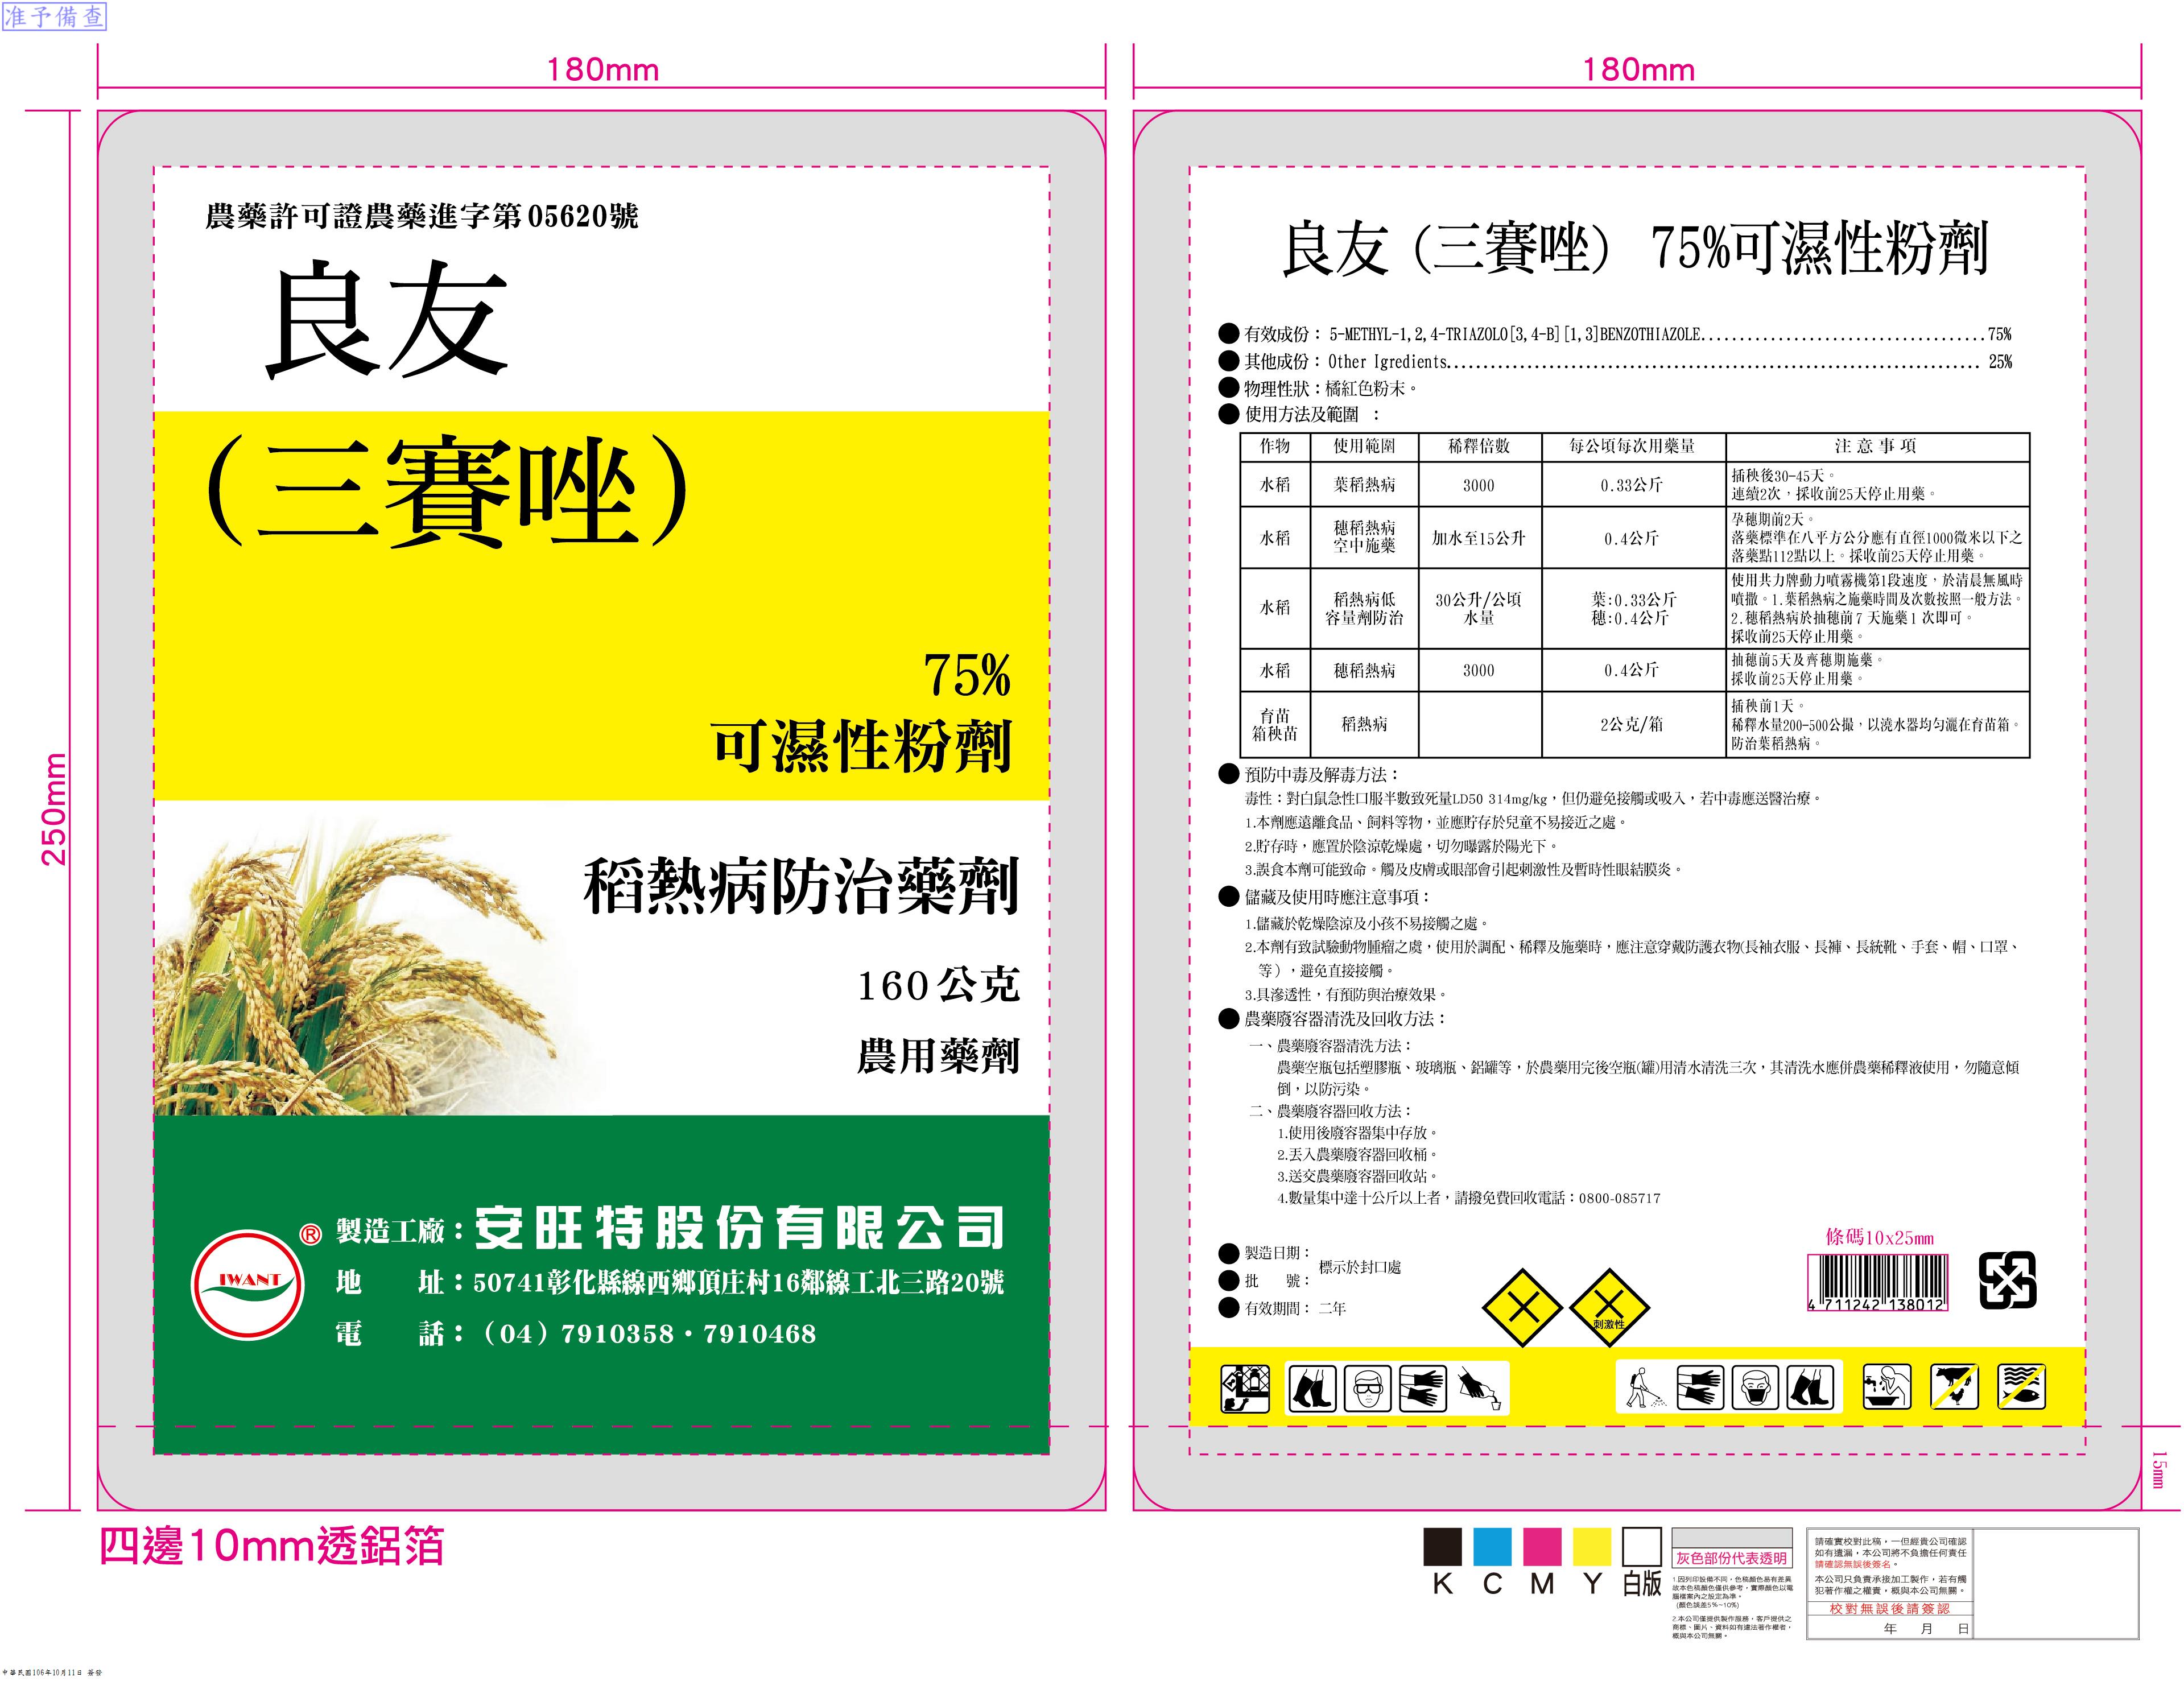 准予備查
180mm
180mm
250mm
農藥許可證農藥進字第05620號
良友
(三賽唑)
75%
可濕性粉劑
稻熱病防治藥劑
160公克
農用藥劑
IWANT
®
製造工廠：安旺特股份有限公司
地　　址：50741彰化縣線西鄉頂庄村16鄰線工北三路20號
電　　話：（04）7910358・7910468
四邊10mm透鋁箔
良友（三賽唑） 75%可濕性粉劑
● 有效成份：5-METHYL-1,2,4-TRIAZOLO[3,4-B][1,3]BENZOTHIAZOLE.....................................75%
● 其他成份：Other Igredients........................................................................ 25%
● 物理性狀：橘紅色粉末。
● 使用方法及範圍 ：
作物 使用範圍 稀釋倍數 每公頃每次用藥量 注意事項
水稻 葉稻熱病 3000 0.33公斤
插秧後30-45天。
連續2次，採收前25天停止用藥。
水稻 穗稻熱病
空中施藥 加水至15公升 0.4公斤
孕穗期前2天。
落藥標準在八平方公分應有直徑1000微米以下之
落藥點112點以上。採收前25天停止用藥。
水稻 稻熱病低
容量劑防治
30公升/公頃
水量
葉:0.33公斤
穗:0.4公斤
使用共力牌動力噴霧機第1段速度，於清晨無風時
噴撒。1.葉稻熱病之施藥時間及次數按照一般方法。
2.穗稻熱病於抽穗前7 天施藥1 次即可。
採收前25天停止用藥。
水稻 穗稻熱病 3000 0.4公斤
抽穗前5天及齊穗期施藥。
採收前25天停止用藥。
育苗
箱秧苗
稻熱病 2公克/箱
插秧前1天。
稀釋水量200-500公撮，以澆水器均勻灑在育苗箱。
防治葉稻熱病。
● 預防中毒及解毒方法：
毒性：對白鼠急性口服半數致死量LD50 314mg/kg，但仍避免接觸或吸入，若中毒應送醫治療。
1.本劑應遠離食品、飼料等物，並應貯存於兒童不易接近之處。
2.貯存時，應置於陰涼乾燥處，切勿曝露於陽光下。
3.誤食本劑可能致命。觸及皮膚或眼部會引起刺激性及暫時性眼結膜炎。
● 儲藏及使用時應注意事項：
1.儲藏於乾燥陰涼及小孩不易接觸之處。
2.本劑有致試驗動物腫瘤之虞，使用於調配、稀釋及施藥時，應注意穿戴防護衣物(長袖衣服、長褲、長統靴、手套、帽、口罩、
等），避免直接接觸。
3.具滲透性，有預防與治療效果。
● 農藥廢容器清洗及回收方法：
一、農藥廢容器清洗方法：
農藥空瓶包括塑膠瓶、玻璃瓶、鋁罐等，於農藥用完後空瓶(罐)用清水清洗三次，其清洗水應併農藥稀釋液使用，勿隨意傾
倒，以防污染。
二、農藥廢容器回收方法：
1.使用後廢容器集中存放。
2.丟入農藥廢容器回收桶。
3.送交農藥廢容器回收站。
4.數量集中達十公斤以上者，請撥免費回收電話：0800-085717
● 製造日期：
標示於封口處
● 批　　號：
● 有效期間：二年
刺激性
條碼10x25mm
4 711242 138012
15mm
K C M Y 白版
灰色部份代表透明
1.因列印設備不同，色稿顏色易有差異
故本色稿顏色僅供參考，實際顏色以電
腦檔案內之設定為準。
(顏色誤差5%~10%)
2.本公司僅提供製作服務，客戶提供之
商標、圖片、資料如有違法著作權者，
概與本公司無關。
請確實校對此稿，一但經貴公司確認
如有遺漏，本公司將不負擔任何責任
請確認無誤後簽名。
本公司只負責承接加工製作，若有觸
犯著作權之權責，概與本公司無關。
校對無誤後請簽認
年　月　日
中華民國106年10月11日 簽發